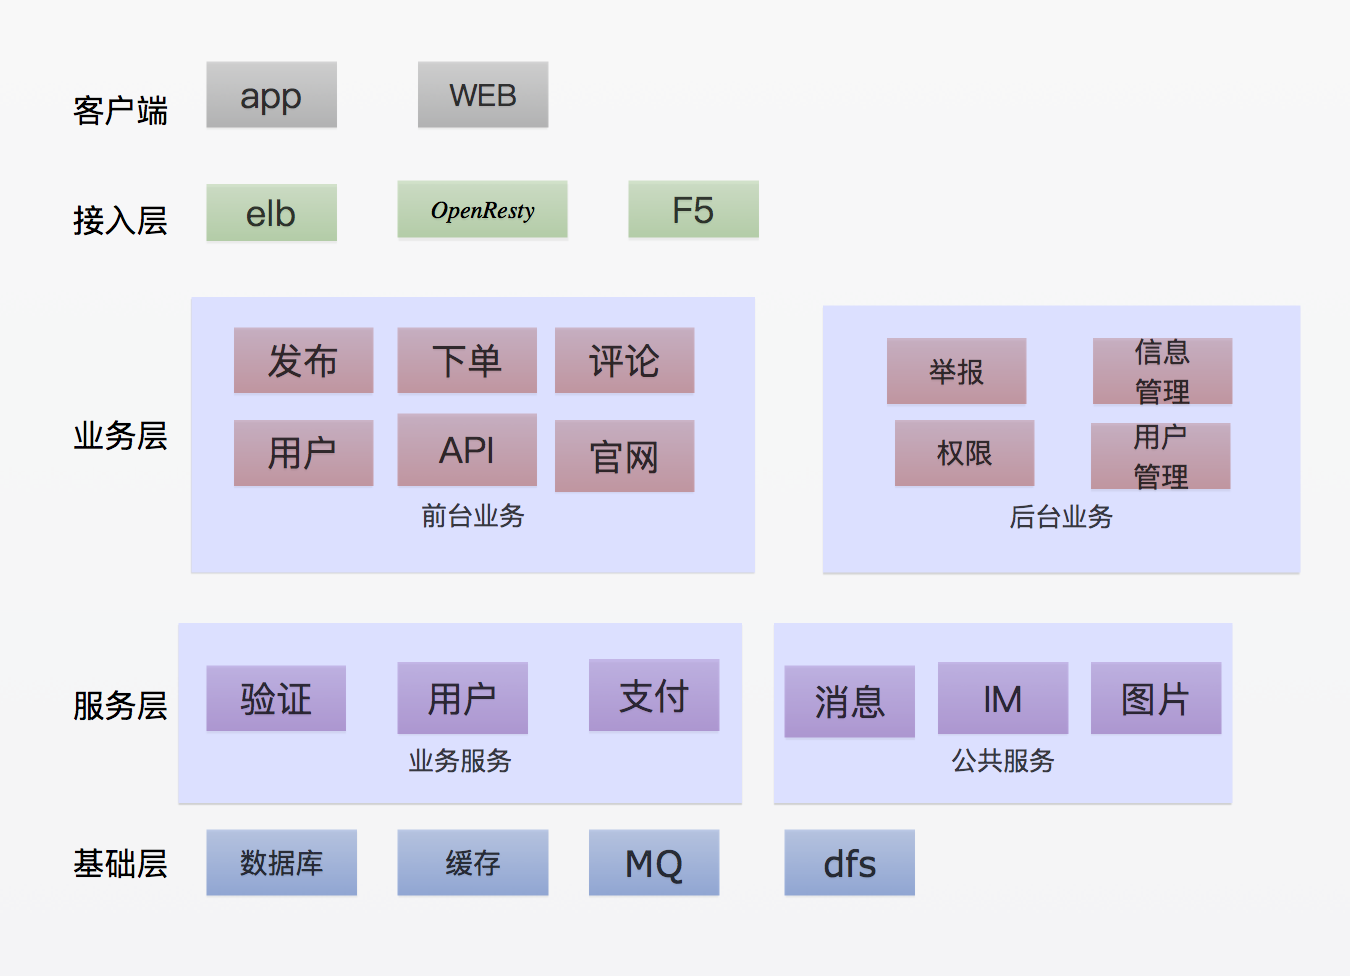 客户端
app
WEB
接入层
elb
OpenResty
F5
业务层
发布
下单
评论
用户
API
官网
前台业务
举报
信息
管理
权限
用户
管理
后台业务
服务层
验证
用户
支付
业务服务
消息
IM
图片
公共服务
基础层
数据库
缓存
MQ
dfs